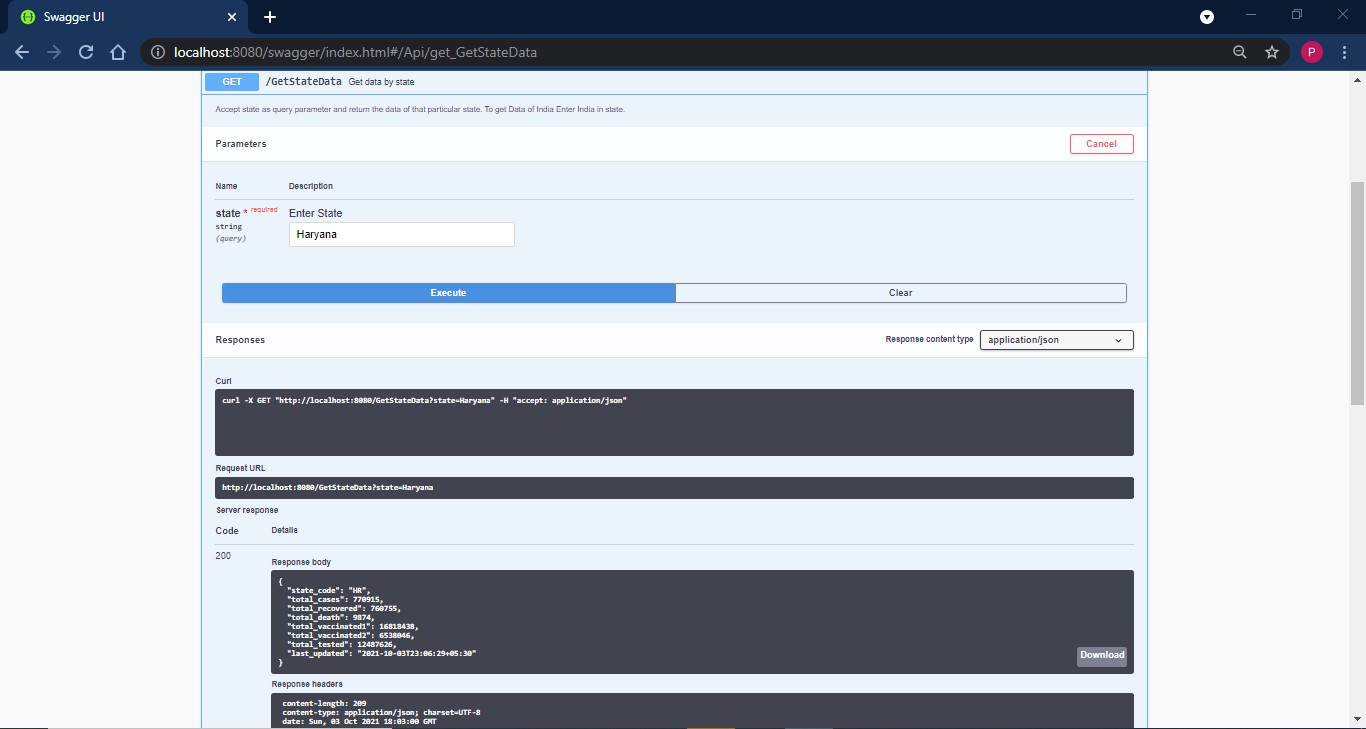 Swagger UI
localhost:8080/swagger/index.html#/Api/get_GetStateData
P
GET /GetStateData Get data by state
Accept state as query parameter and return the data of that particular state. To get Data of India Enter India in state.
Parameters
Cancel
Name Description
state * required Enter State
string
(query)
Haryana
Execute
Clear
Responses
Response content type application/json
Curl
curl -X GET "http://localhost:8080/GetStateData?state=Haryana" -H "accept: application/json"
Request URL
http://localhost:8080/GetStateData?state=Haryana
Server response
Code Details
200
Response body
{
"state_code": "HR",
"total_cases": 770915,
"total_recovered": 760755,
"total_death": 9874,
"total_vaccinated1": 16818438,
"total_vaccinated2": 6538046,
"total_tested": 12487626,
"last_updated": "2021-10-03T23:06:29+05:30"
}
Download
Response headers
content-length: 209
content-type: application/json; charset=UTF-8
date: Sun, 03 Oct 2021 18:03:00 GMT